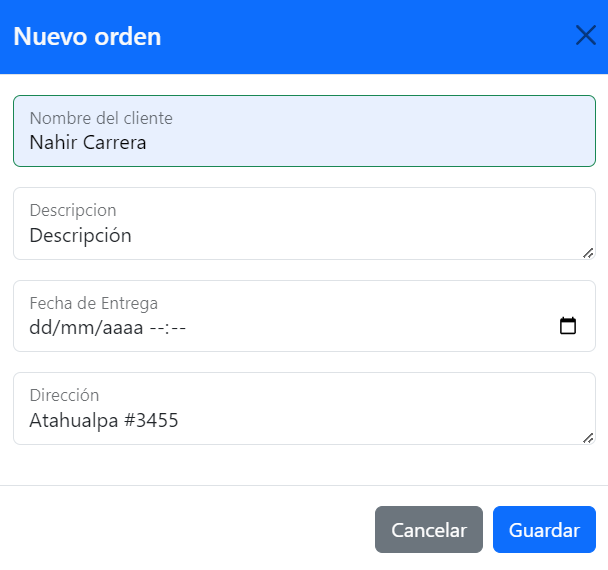 Nuevo orden
Nombre del cliente
Nahir Carrera
Descripcion
Descripción
Fecha de Entrega
dd/mm/aaaa --:--
Dirección
Atahualpa #3455
Cancelar Guardar